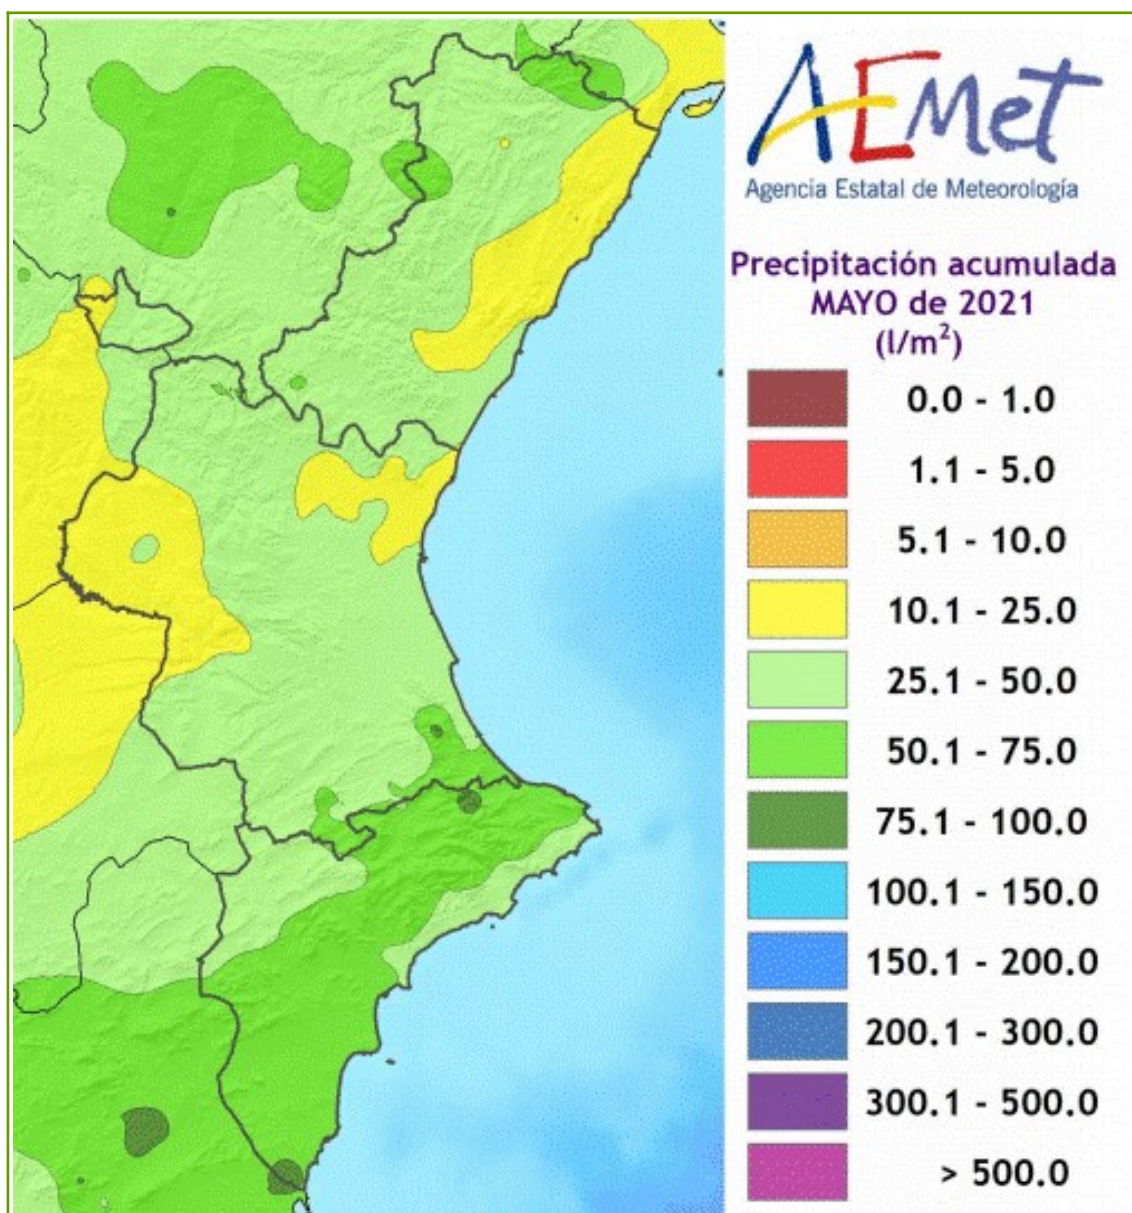 AEMet
Agencia Estatal de Meteorología
Precipitación acumulada
MAYO de 2021
(l/m²)
0.0 - 1.0
1.1 - 5.0
5.1 - 10.0
10.1 - 25.0
25.1 - 50.0
50.1 - 75.0
75.1 - 100.0
100.1 - 150.0
150.1 - 200.0
200.1 - 300.0
300.1 - 500.0
> 500.0